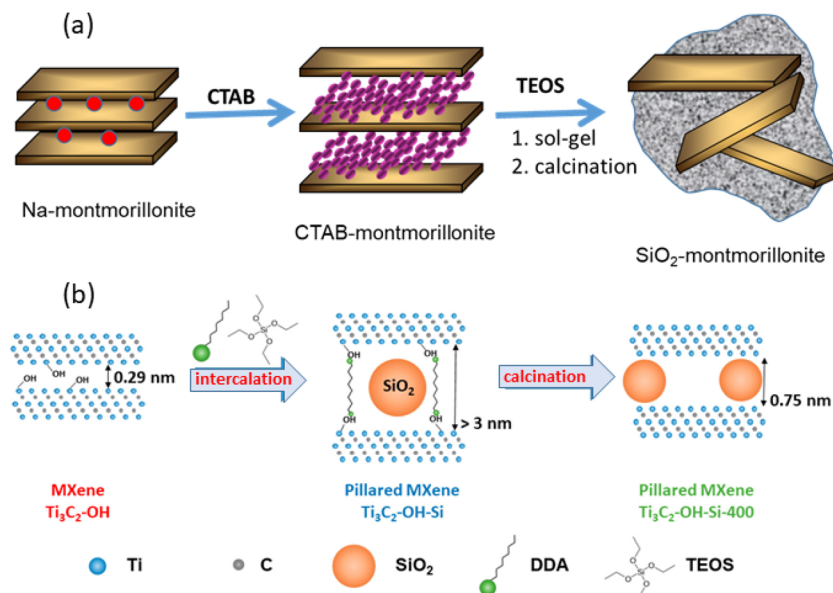 (a)
CTAB
TEOS
1. sol-gel
2. calcination
Na-montmorillonite
CTAB-montmorillonite
SiO₂-montmorillonite
(b)
OH
OH
OH
0.29 nm
intercalation
Si
O
O
O
O
OH
OH
SiO₂
OH
OH
> 3 nm
calcination
0.75 nm
MXene
Ti₃C₂-OH
Pillared MXene
Ti₃C₂-OH-Si
Pillared MXene
Ti₃C₂-OH-Si-400
Ti
C
SiO₂
DDA
O
O
Si
O
O
TEOS